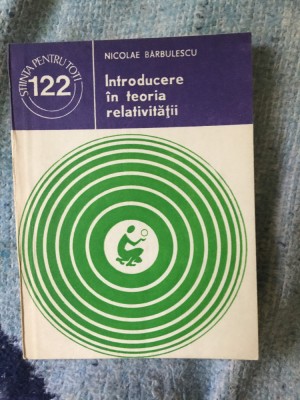 ȘTIINȚA PENTRU TOȚI
122
NICOLAE BĂRBULESCU
Introducere
în teoria
relativității